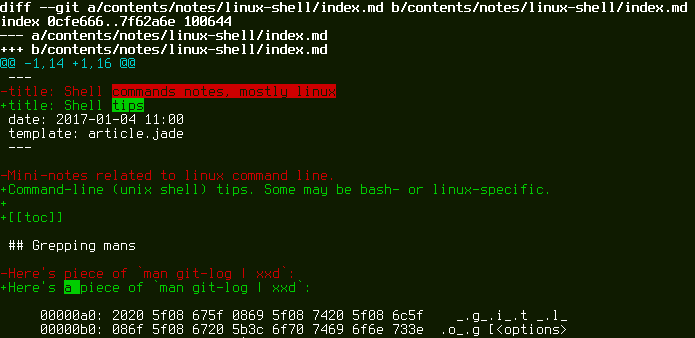 diff --git a/contents/notes/linux-shell/index.md b/contents/notes/linux-shell/index.md
index 0cfe666..7f62a6e 100644
--- a/contents/notes/linux-shell/index.md
+++ b/contents/notes/linux-shell/index.md
@@ -1,14 +1,16 @@
 ---
-title: Shell commands notes, mostly linux
+title: Shell tips
 date: 2017-01-04 11:00
 template: article.jade
 ---

-Mini-notes related to linux command line.
+Command-line (unix shell) tips. Some may be bash- or linux-specific.
+
+[[toc]]

 ## Grepping mans

-Here's piece of `man git-log | xxd`:
+Here's a piece of `man git-log | xxd`:

     00000a0: 2020 5f08 675f 0869 5f08 7420 5f08 6c5f    _.g_.i_.t _.l_
     00000b0: 086f 5f08 6720 5b3c 6f70 7469 6f6e 733e  .o_.g [<options>